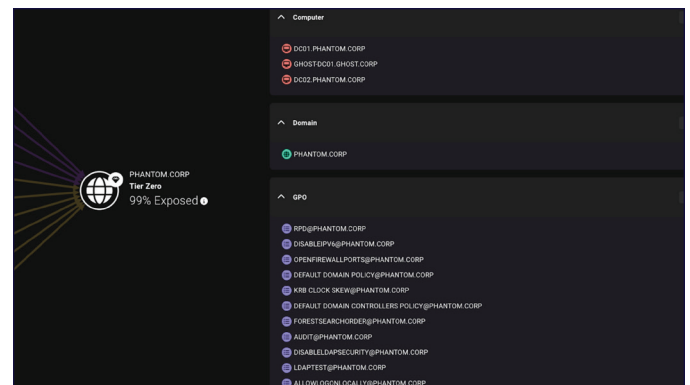 Computer
DC01.PHANTOM.CORP
GHOST-DC01.GHOST.CORP
DC02.PHANTOM.CORP
Domain
PHANTOM.CORP
PHANTOM.CORP
Tier Zero
99% Exposed
GPO
RPD@PHANTOM.CORP
DISABLEIPV6@PHANTOM.CORP
OPENFIREWALLPORTS@PHANTOM.CORP
DEFAULT DOMAIN POLICY@PHANTOM.CORP
KRB CLOCK SKEW@PHANTOM.CORP
DEFAULT DOMAIN CONTROLLERS POLICY@PHANTOM.CORP
FORESTSEARCHORDER@PHANTOM.CORP
AUDIT@PHANTOM.CORP
DISABLELDAPSECURITY@PHANTOM.CORP
LDAPTEST@PHANTOM.CORP
ALLOWLOGONLOCALLY@PHANTOM.CORP